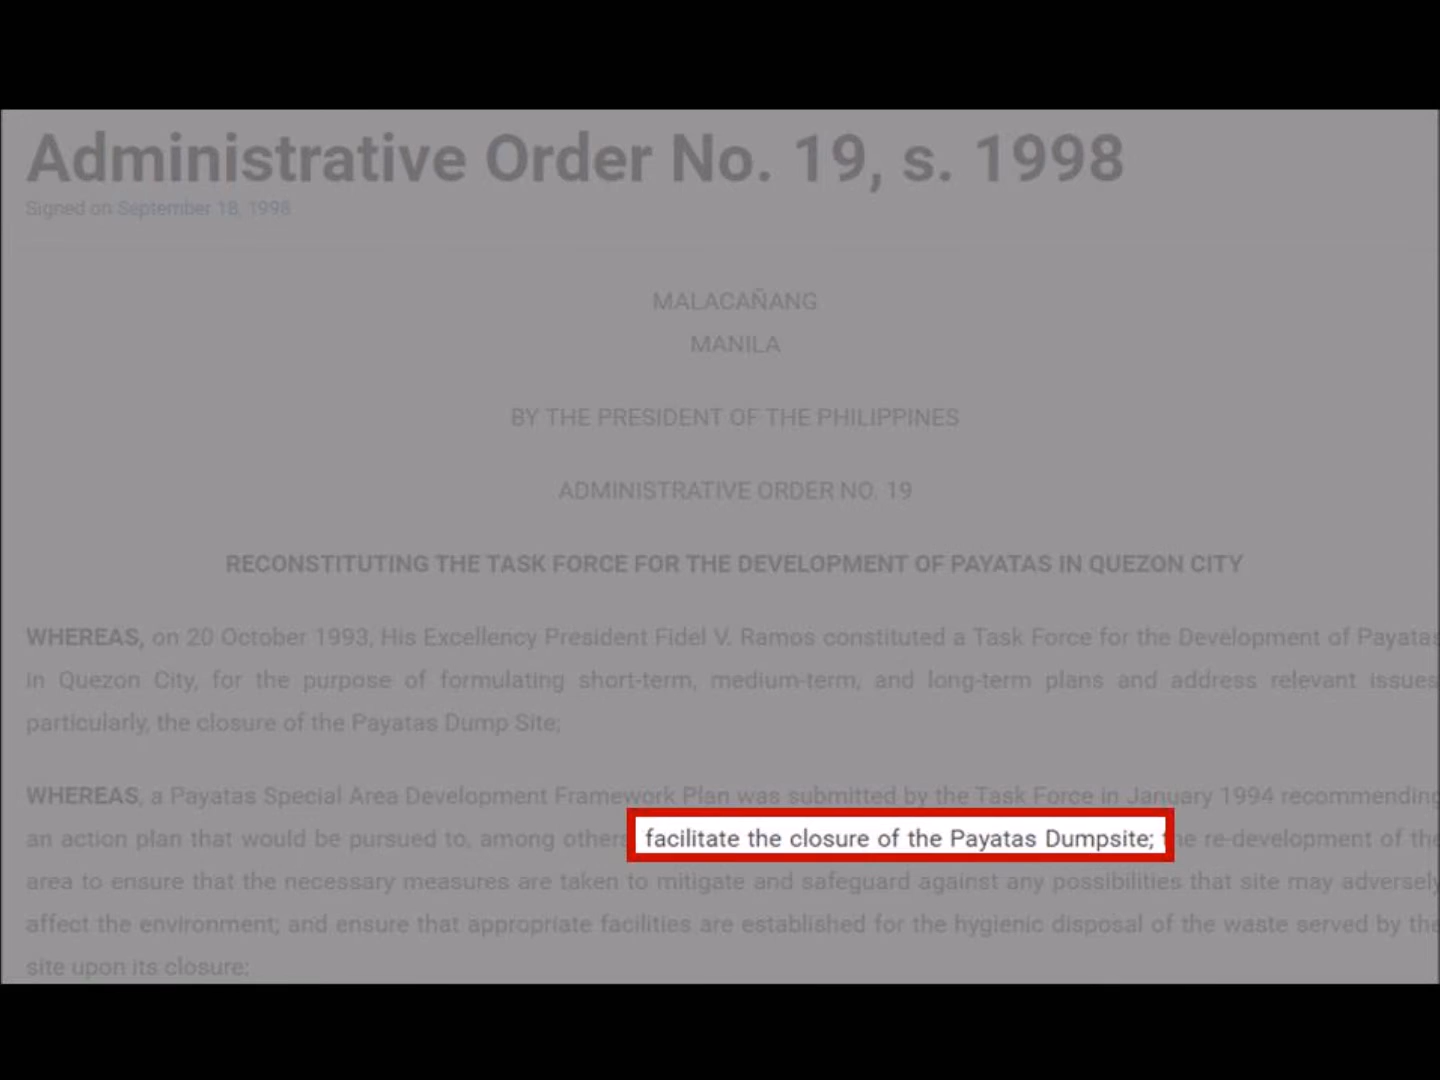 Administrative Order No. 19, s. 1998
Signed on September 18, 1998
MALACAÑANG
MANILA
BY THE PRESIDENT OF THE PHILIPPINES
ADMINISTRATIVE ORDER NO. 19
RECONSTITUTING THE TASK FORCE FOR THE DEVELOPMENT OF PAYATAS IN QUEZON CITY
WHEREAS, on 20 October 1993, His Excellency President Fidel V. Ramos constituted a Task Force for the Development of Payatas
in Quezon City, for the purpose of formulating short-term, medium-term, and long-term plans and address relevant issues
particularly, the closure of the Payatas Dump Site;
WHEREAS, a Payatas Special Area Development Framework Plan was submitted by the Task Force in January 1994 recommending
an action plan that would be pursued to, among others facilitate the closure of the Payatas Dumpsite; the re-development of the
area to ensure that the necessary measures are taken to mitigate and safeguard against any possibilities that site may adversely
affect the environment; and ensure that appropriate facilities are established for the hygienic disposal of the waste served by the
site upon its closure;